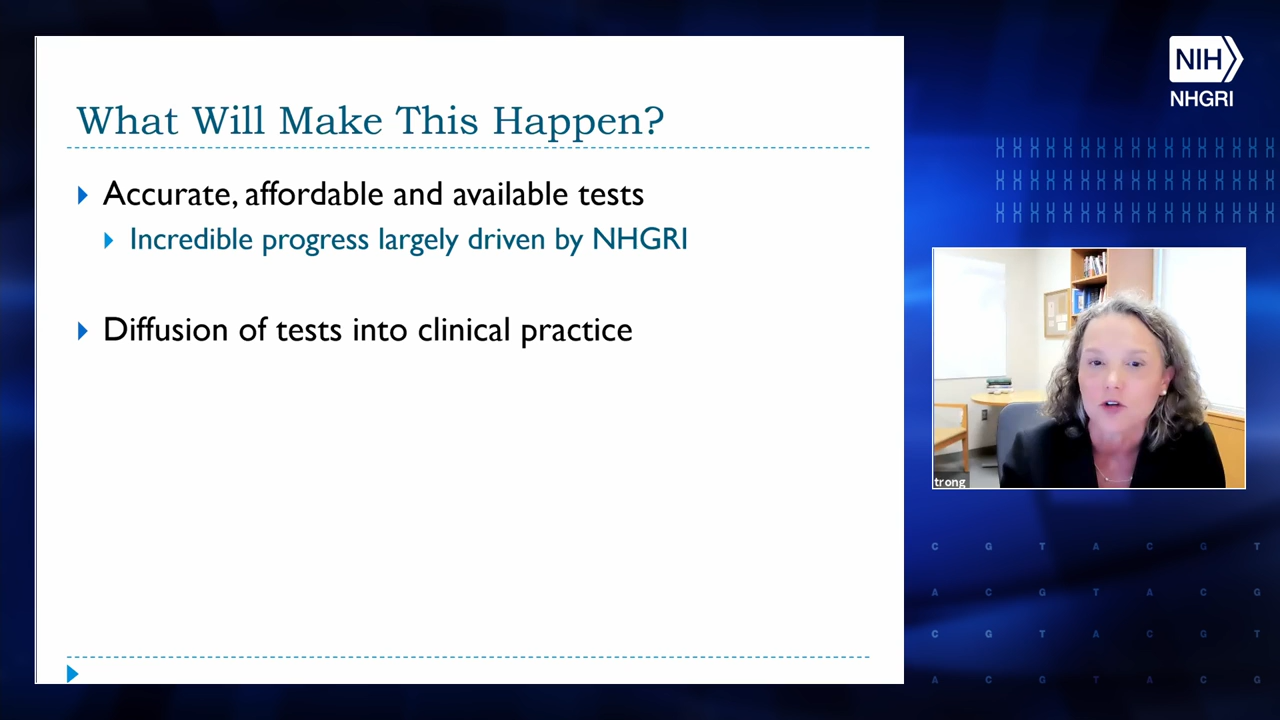 What Will Make This Happen?
Accurate, affordable and available tests
Incredible progress largely driven by NHGRI
Diffusion of tests into clinical practice
NIH
NHGRI
trong
C G T A C G T
A C G T A C G
C G T A C G T
A C G T A C G